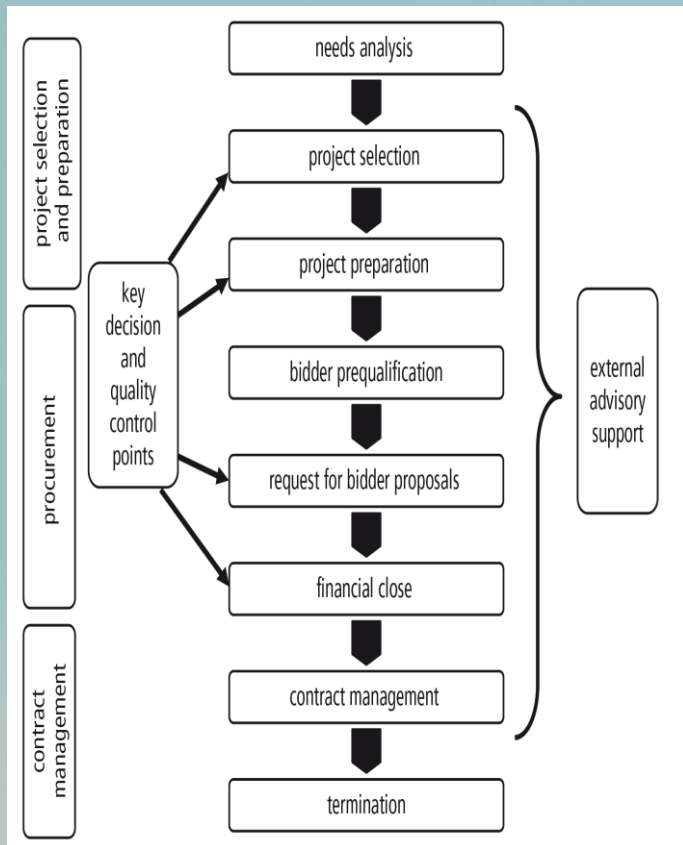 project selection
and preparation
procurement
contract
management
key
decision
and
quality
control
points
needs analysis
project selection
project preparation
bidder prequalification
request for bidder proposals
financial close
contract management
termination
external
advisory
support